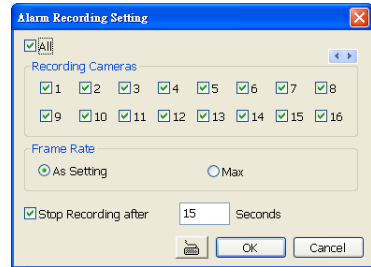 Alarm Recording Setting
All
Recording Cameras
1 2 3 4 5 6 7 8
9 10 11 12 13 14 15 16
Frame Rate
As Setting Max
Stop Recording after 15 Seconds
OK Cancel